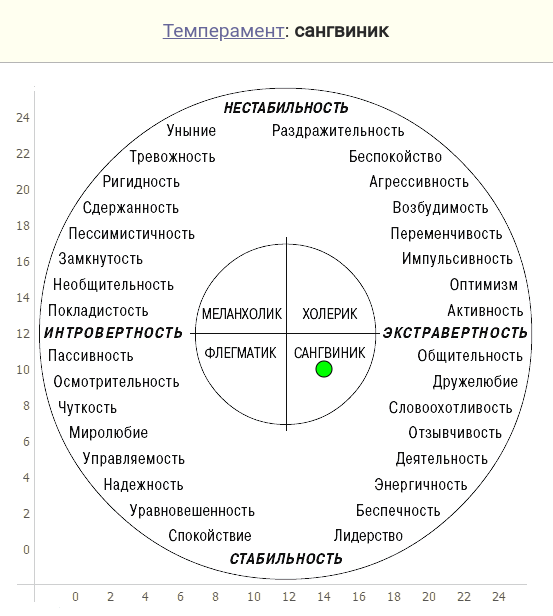 Темперамент: сангвиник
НЕСТАБИЛЬНОСТЬ
24
Уныние Раздражительность
22 Тревожность Беспокойство
Ригидность Агрессивность
20
Сдержанность Возбудимость
18 Пессимистичность Переменчивость
Замкнутость Импульсивность
16
Необщительность Оптимизм
14
Покладистость МЕЛАНХОЛИК ХОЛЕРИК Активность
12 ИНТРОВЕРТНОСТЬ ЭКСТРАВЕРТНОСТЬ
Пассивность ФЛЕГМАТИК САНГВИНИК Общительность
10
Осмотрительность Дружелюбие
8 Чуткость Словоохотливость
Миролюбие Отзывчивость
6
Управляемость Деятельность
4
Надежность Энергичность
2 Уравновешенность Беспечность
Спокойствие Лидерство
0
СТАБИЛЬНОСТЬ
0 2 4 6 8 10 12 14 16 18 20 22 24